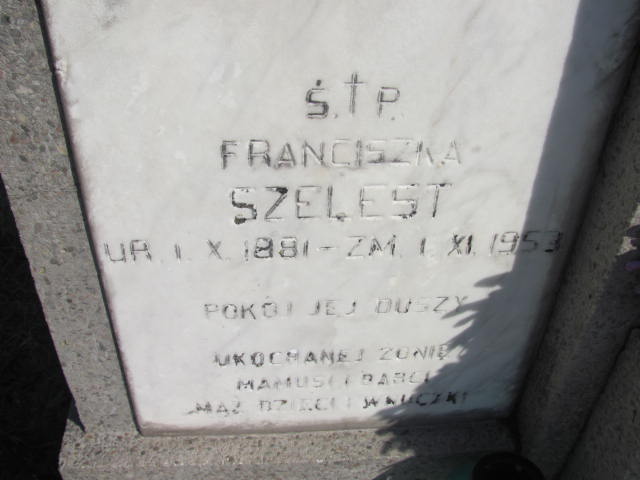 Ś.†P.
FRANCISZKA
SZELEST
UR. 1. X. 1881 - ZM. 1. XI. 1953
POKÓJ JEJ DUSZY
UKOCHANEJ ŻONIE
MAMUSI I BABCI
MĄŻ DZIECI I WNUCZKI